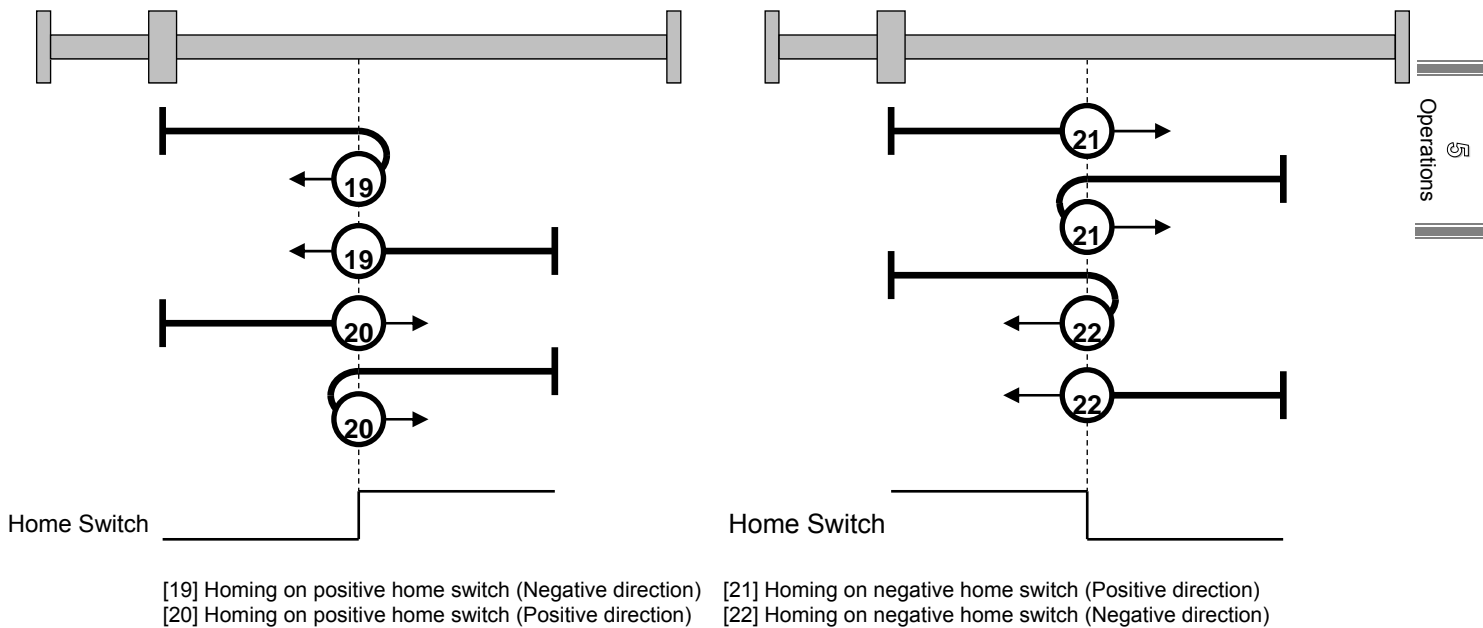 19
19
20
20
Home Switch
[19] Homing on positive home switch (Negative direction)
[20] Homing on positive home switch (Positive direction)
21
21
22
22
Home Switch
[21] Homing on negative home switch (Positive direction)
[22] Homing on negative home switch (Negative direction)
5
Operations